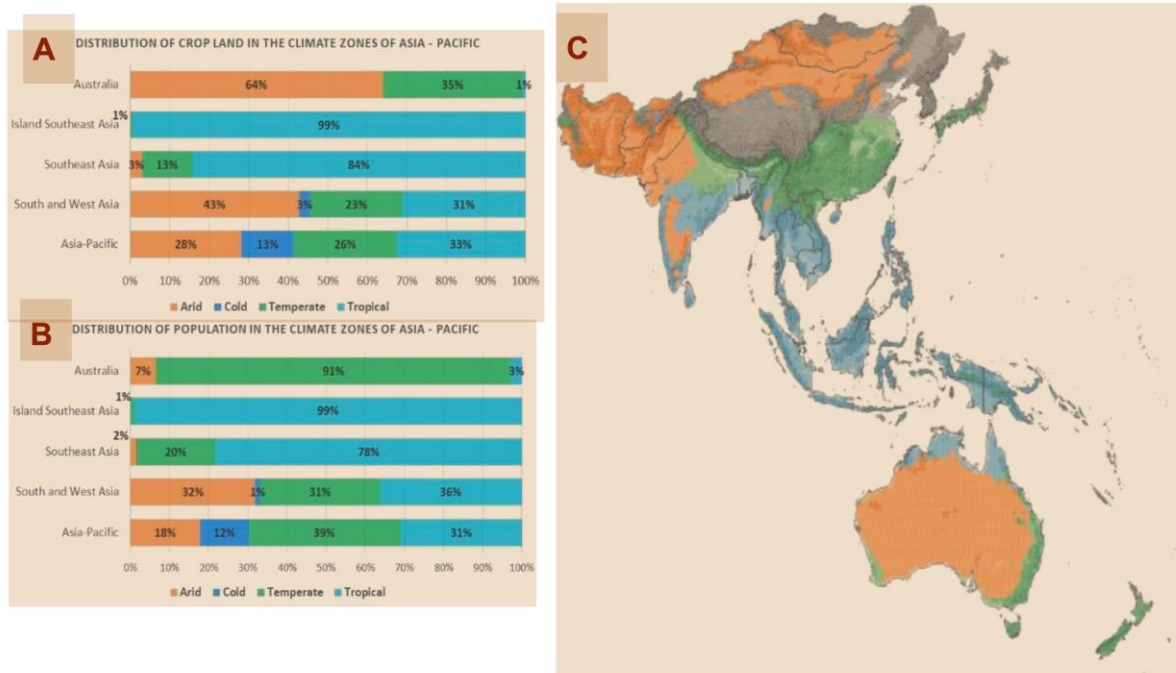 A
DISTRIBUTION OF CROP LAND IN THE CLIMATE ZONES OF ASIA - PACIFIC
Australia 64% 35% 1%
Island Southeast Asia 1% 99%
Southeast Asia 3% 13% 84%
South and West Asia 43% 3% 23% 31%
Asia-Pacific 28% 13% 26% 33%
0% 10% 20% 30% 40% 50% 60% 70% 80% 90% 100%
Arid Cold Temperate Tropical
B
DISTRIBUTION OF POPULATION IN THE CLIMATE ZONES OF ASIA - PACIFIC
Australia 7% 91% 3%
Island Southeast Asia 1% 99%
Southeast Asia 2% 20% 78%
South and West Asia 32% 1% 31% 36%
Asia-Pacific 18% 12% 39% 31%
0% 10% 20% 30% 40% 50% 60% 70% 80% 90% 100%
Arid Cold Temperate Tropical
C